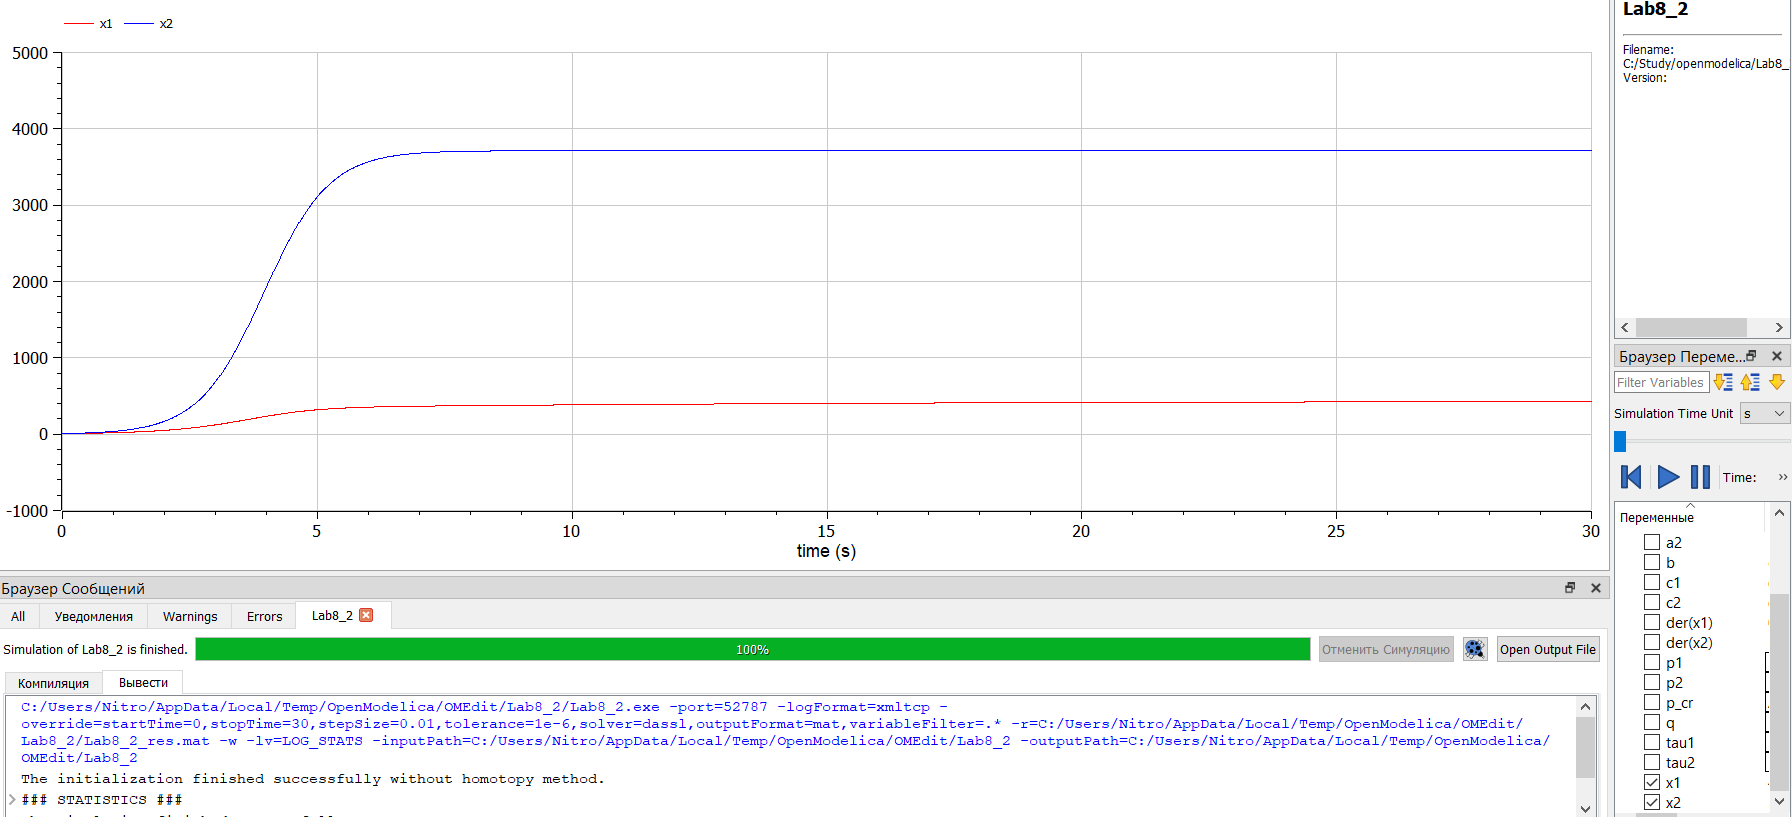 x1 x2
5000
4000
3000
2000
1000
0
-1000
0 5 10 15 20 25 30
time (s)
Lab8_2
Filename:
C:/Study/openmodelica/Lab8_
Version:
Браузер Переме...
Filter Variables
Simulation Time Unit s
Time: »
Переменные
a2
b
c1
c2
der(x1)
der(x2)
p1
p2
p_cr
q
tau1
tau2
x1
x2
Браузер Сообщений
All Уведомления Warnings Errors Lab8_2
Simulation of Lab8_2 is finished. 100% Отменить Симуляцию Open Output File
Компиляция Вывести
C:/Users/Nitro/AppData/Local/Temp/OpenModelica/OMEdit/Lab8_2/Lab8_2.exe -port=52787 -logFormat=xmltcp -
override=startTime=0,stopTime=30,stepSize=0.01,tolerance=1e-6,solver=dassl,outputFormat=mat,variableFilter=.* -r=C:/Users/Nitro/AppData/Local/Temp/OpenModelica/OMEdit/
Lab8_2/Lab8_2_res.mat -w -lv=LOG_STATS -inputPath=C:/Users/Nitro/AppData/Local/Temp/OpenModelica/OMEdit/Lab8_2 -outputPath=C:/Users/Nitro/AppData/Local/Temp/OpenModelica/
OMEdit/Lab8_2
The initialization finished successfully without homotopy method.
### STATISTICS ###